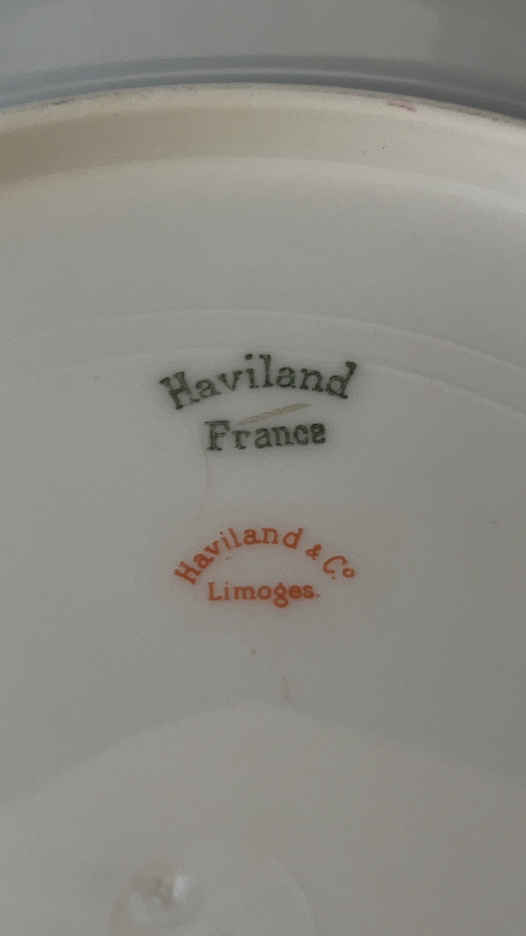 Haviland
France
Haviland & Co
Limoges.